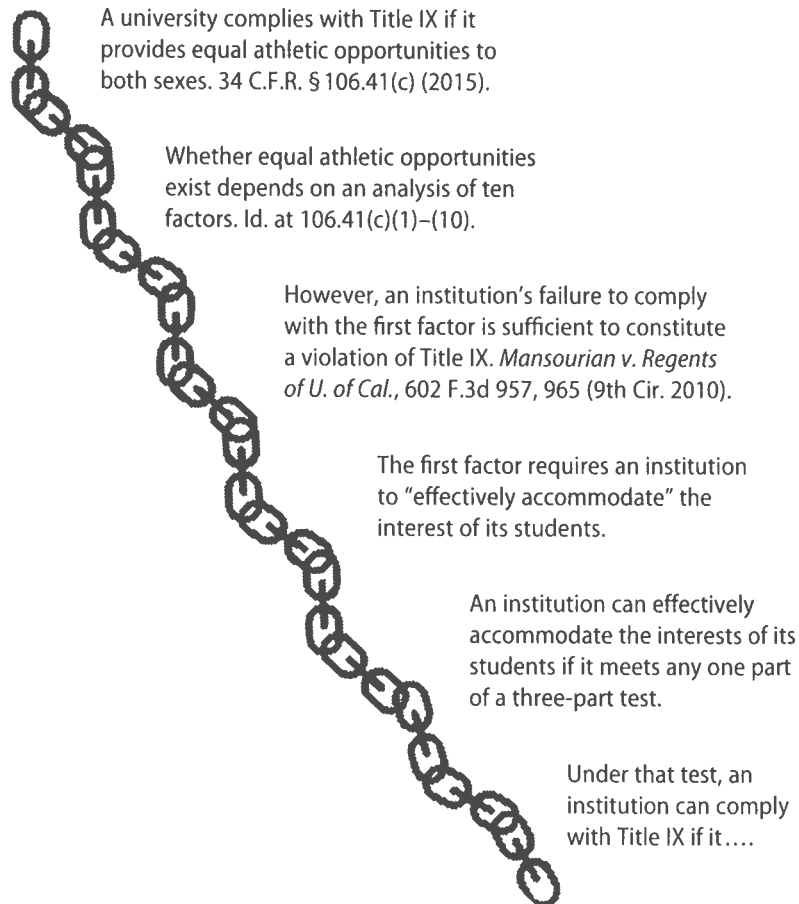 A university complies with Title IX if it
provides equal athletic opportunities to
both sexes. 34 C.F.R. § 106.41(c) (2015).
Whether equal athletic opportunities
exist depends on an analysis of ten
factors. Id. at 106.41(c)(1)–(10).
However, an institution’s failure to comply
with the first factor is sufficient to constitute
a violation of Title IX. Mansourian v. Regents
of U. of Cal., 602 F.3d 957, 965 (9th Cir. 2010).
The first factor requires an institution
to “effectively accommodate” the
interest of its students.
An institution can effectively
accommodate the interests of its
students if it meets any one part
of a three-part test.
Under that test, an
institution can comply
with Title IX if it....